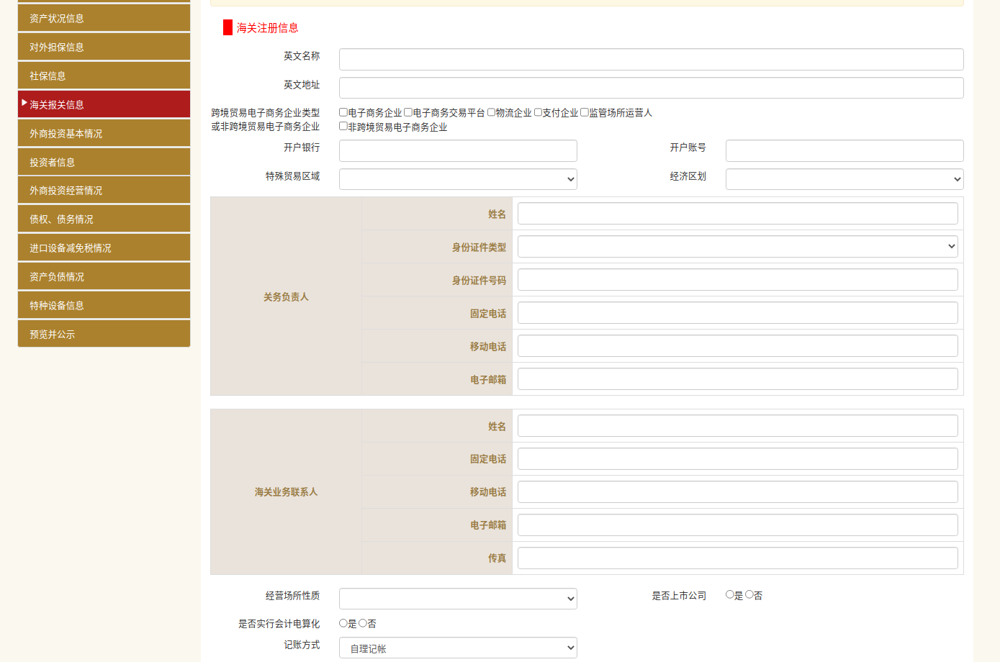 资产状况信息
对外担保信息
社保信息
海关报关信息
外商投资基本情况
投资者信息
外商投资经营情况
债权、债务情况
进口设备减免税情况
资产负债情况
特种设备信息
预览并公示
海关注册信息
英文名称
英文地址
跨境贸易电子商务企业类型
或非跨境贸易电子商务企业
电子商务企业 电子商务交易平台 物流企业 支付企业 监管场所运营人
非跨境贸易电子商务企业
开户银行 开户账号
特殊贸易区域 经济区划
关务负责人
姓名
身份证件类型
身份证件号码
固定电话
移动电话
电子邮箱
海关业务联系人
姓名
固定电话
移动电话
电子邮箱
传真
经营场所性质 是否上市公司 是 否
是否实行会计电算化 是 否
记账方式 自理记帐